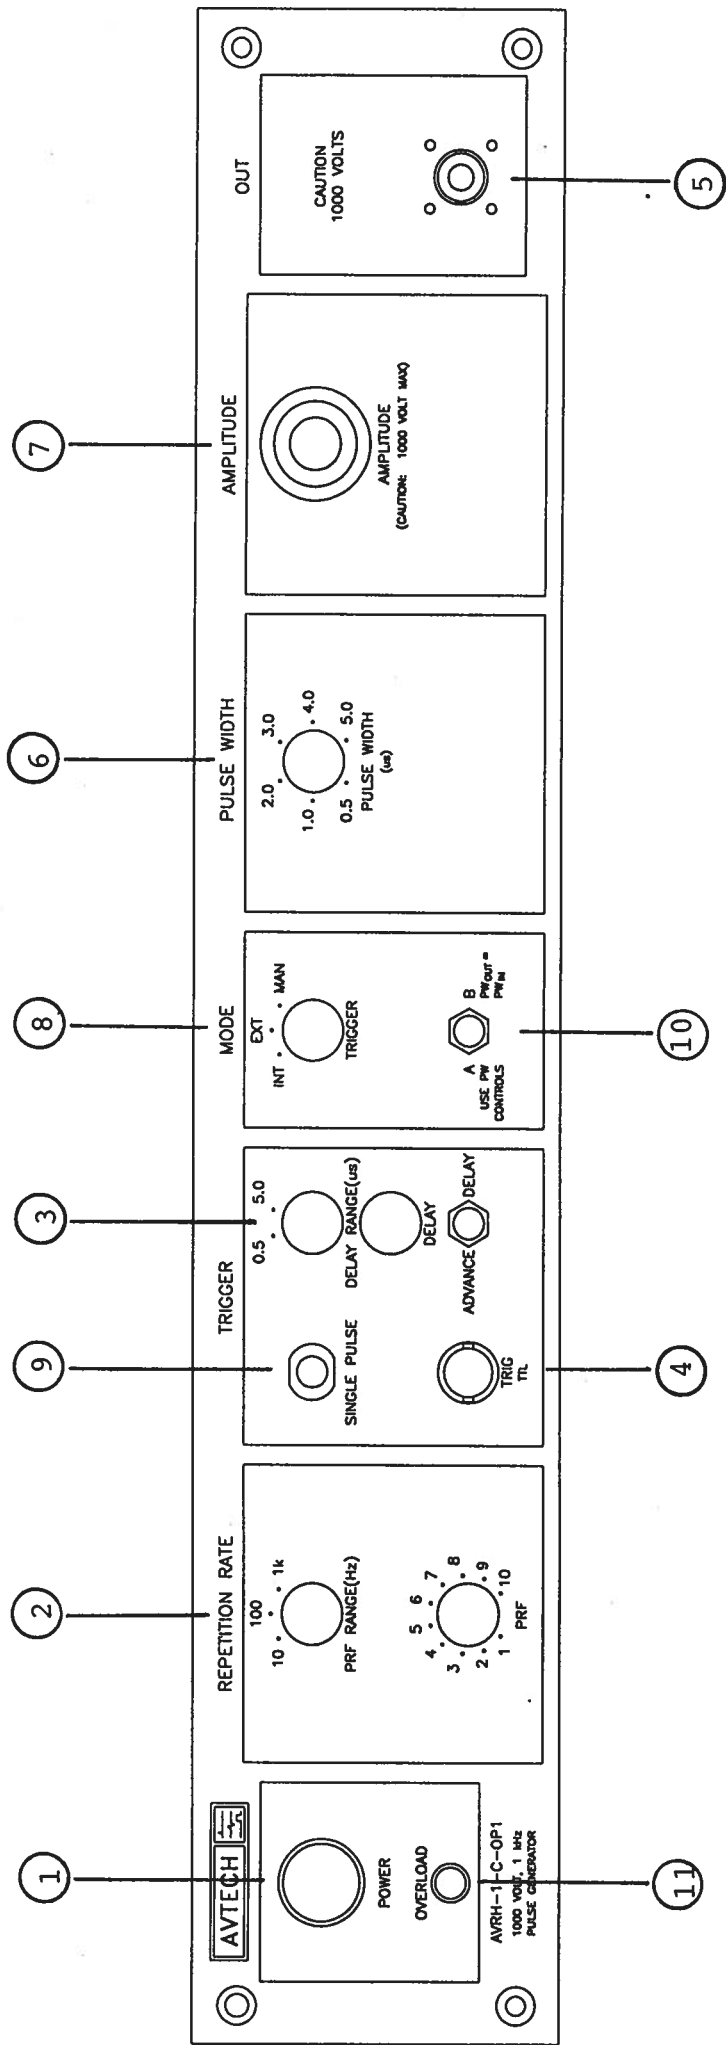 1
2
9
3
8
6
7
AVTECH
POWER
OVERLOAD
AVRH-1-C-OP1
1000 VOLT, 1 kHz
PULSE GENERATOR
REPETITION RATE
10 100 1k
PRF RANGE(Hz)
1 2 3 4 5 6 7 8 9 10
PRF
TRIGGER
SINGLE PULSE
TRIG
TTL
0.5 5.0
DELAY RANGE(us)
DELAY
ADVANCE DELAY
MODE
INT EXT MAN
TRIGGER
A B
USE PW
CONTROLS
PWOUT =
PWIN
PULSE WIDTH
0.5 1.0 2.0 3.0 4.0 5.0
PULSE WIDTH
(us)
AMPLITUDE
AMPLITUDE
(CAUTION: 1000 VOLT MAX)
OUT
CAUTION
1000 VOLTS
11
4
10
5